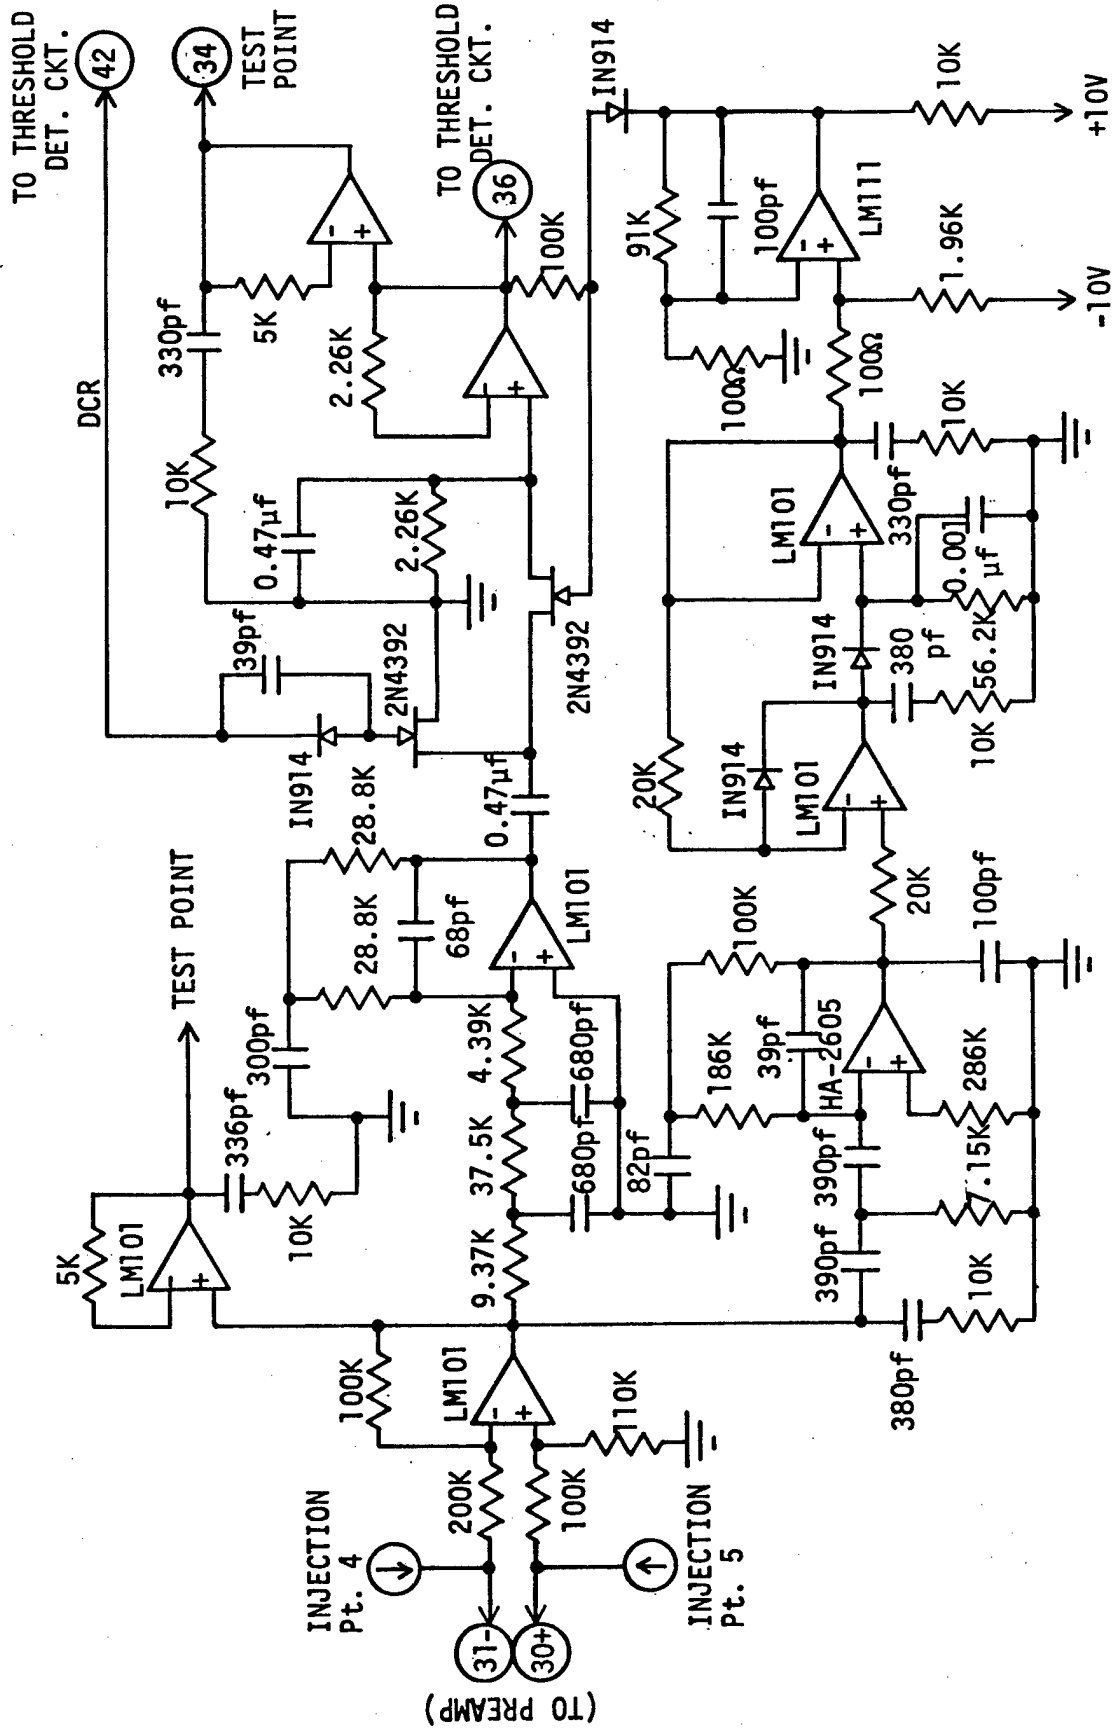 TO THRESHOLD
DET. CKT.
42
34
TEST
POINT
DCR
330pf
5K
10K
2.26K
0.47µf
2.26K
TO THRESHOLD
DET. CKT.
36
100K
IN914
39pf
2N4392
IN914
2N4392
28.8K
28.8K
0.47µf
68pf
LM101
300pf
TEST POINT
336pf
10K
5K
LM101
4.39K
37.5K
9.37K
680pf
680pf
100K
LM101
110K
200K
100K
INJECTION
Pt. 4
INJECTION
Pt. 5
31-
30+
(TO PREAMP)
380pf
10K
390pf
390pf
7.15K
82pf
186K
39pf
100K
HA-2605
286K
100pf
20K
LM101
IN914
20K
IN914
380
pf
10K
56.2K
0.001
µf
LM101
330pf
10K
100Ω
100Ω
91K
100pf
LM111
1.96K
-10V
10K
+10V
-
+
-
+
-
+
-
+
-
+
-
+
-
+
-
+
-
+